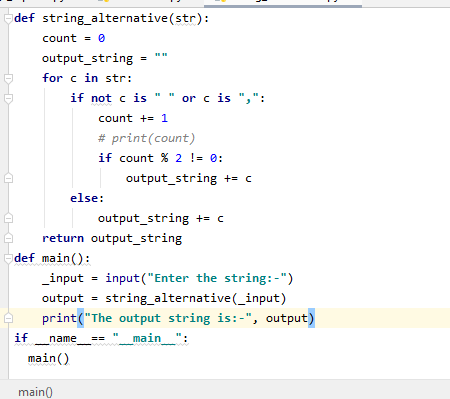 def string_alternative(str):
    count = 0
    output_string = ""
    for c in str:
        if not c is " " or c is ",":
            count += 1
            # print(count)
            if count % 2 != 0:
                output_string += c
        else:
            output_string += c
    return output_string
def main():
    _input = input("Enter the string:-")
    output = string_alternative(_input)
    print("The output string is:-", output)
if __name__== "__main__":
  main()
main()